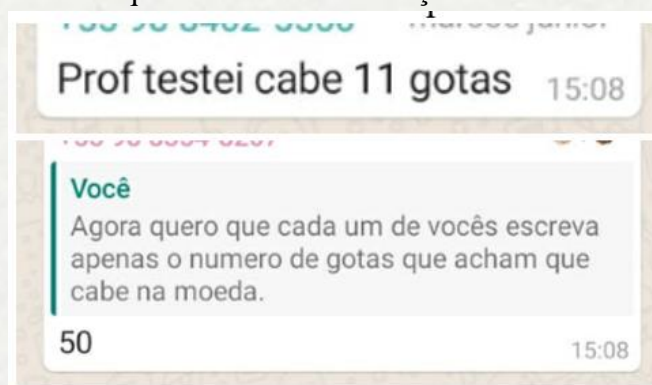 Prof testei cabe 11 gotas 15:08
Você
Agora quero que cada um de vocês escreva
apenas o numero de gotas que acham que
cabe na moeda.
50 15:08